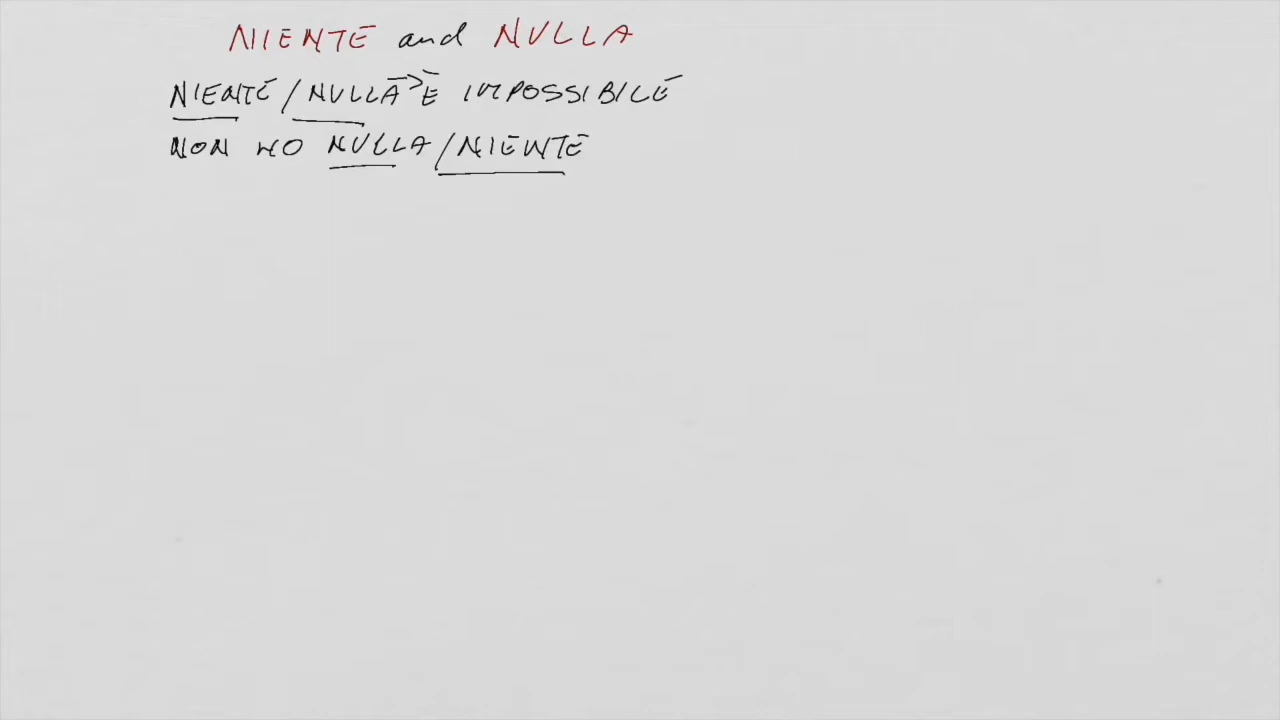 NIENTE and NULLA
NIENTE/NULLA È IMPOSSIBILE
NON HO NULLA/NIENTE